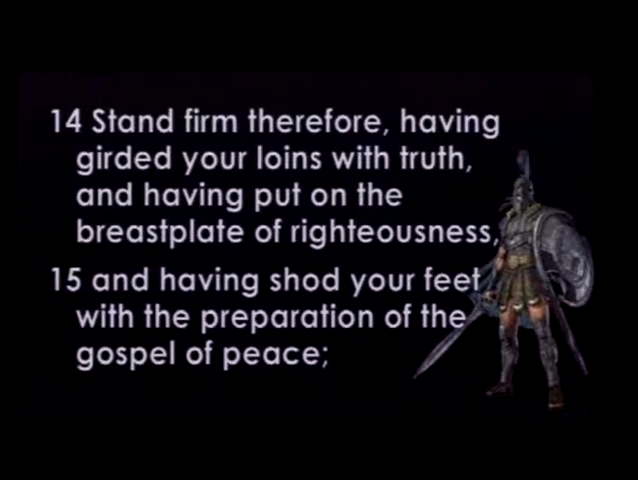 14 Stand firm therefore, having
girded your loins with truth,
and having put on the
breastplate of righteousness,
15 and having shod your feet
with the preparation of the
gospel of peace;